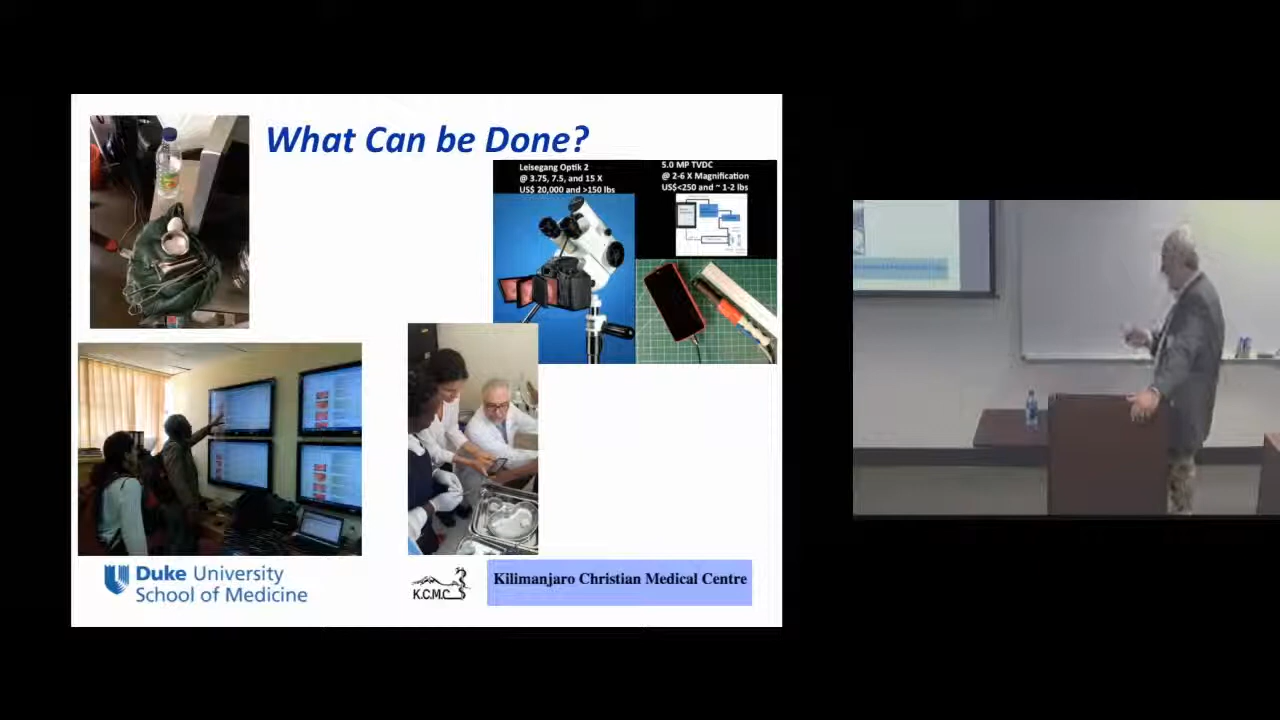 What Can be Done?
Leisegang Optik 2
@ 3.75, 7.5, and 15 X
US$ 20,000 and >150 lbs
5.0 MP TVDC
@ 2-6 X Magnification
US$<250 and ~ 1-2 lbs
Duke University
School of Medicine
K.C.M.C
Kilimanjaro Christian Medical Centre